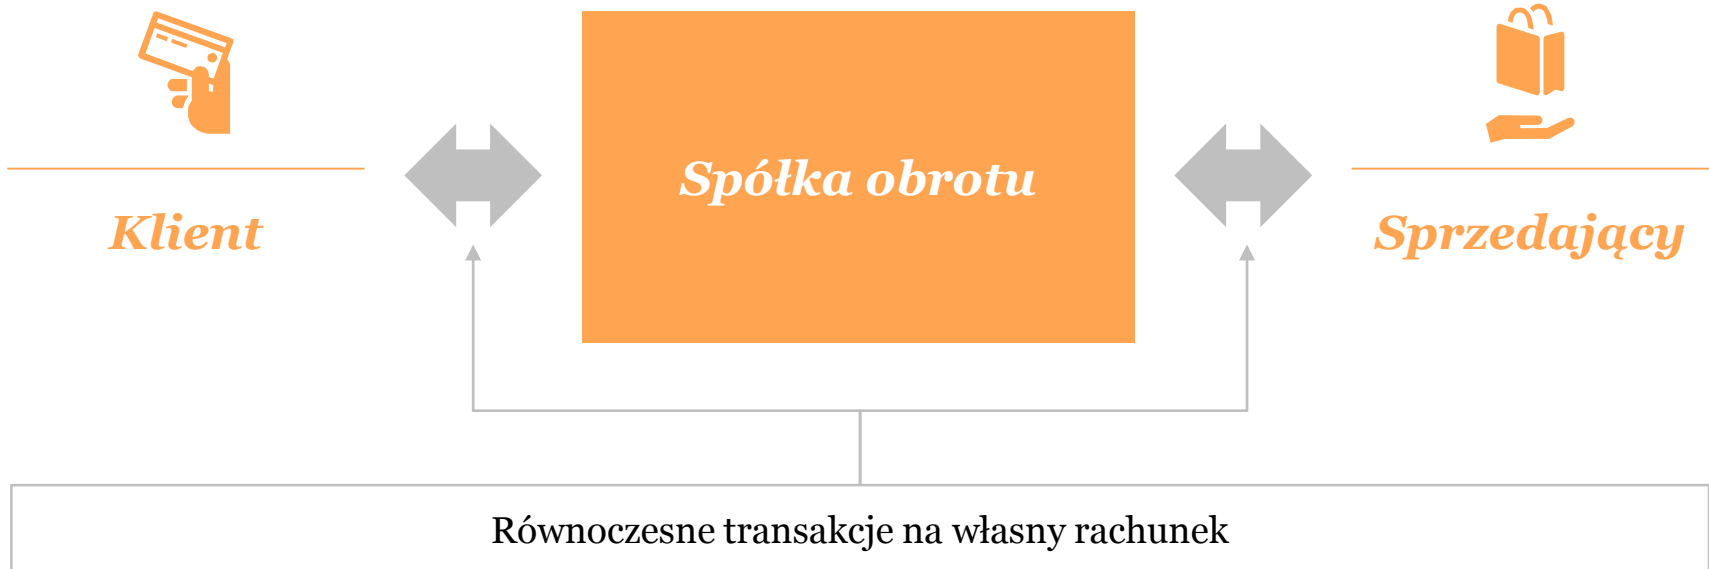 Klient
Spółka obrotu
Sprzedający
Równoczesne transakcje na własny rachunek